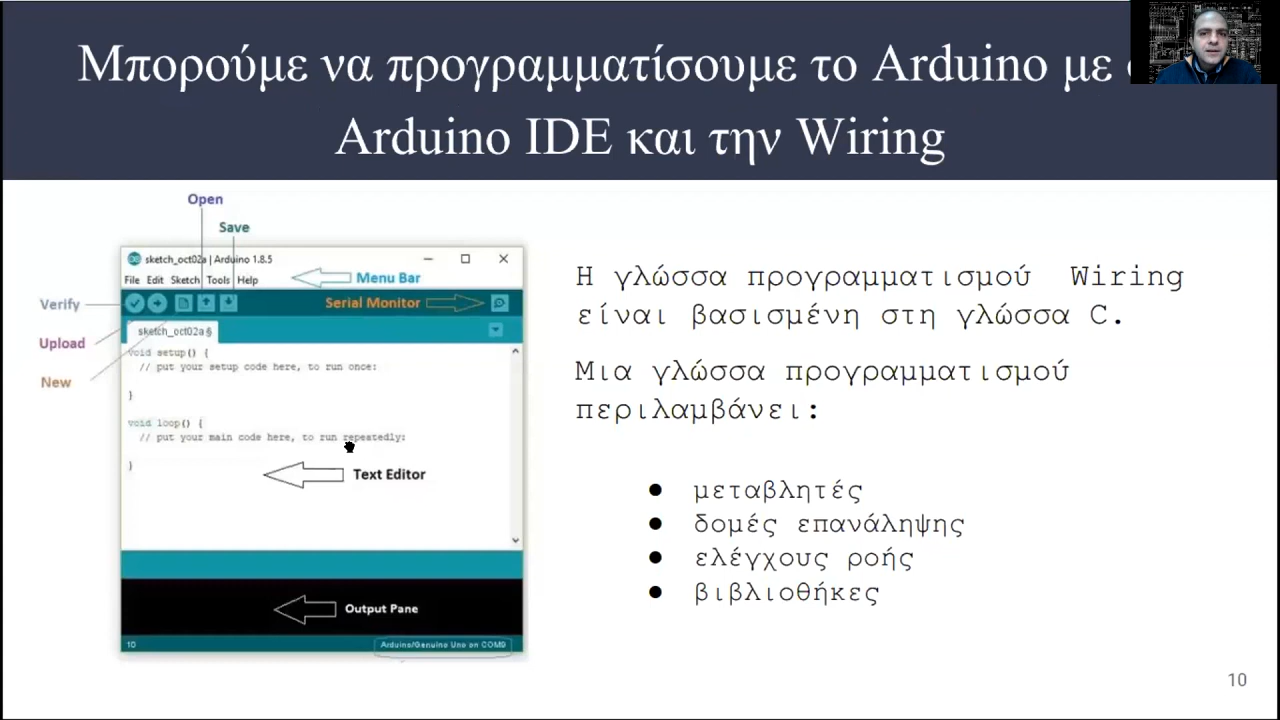 Μπορούμε να προγραμματίσουμε το Arduino με
Arduino IDE και την Wiring
Open
Save
sketch_oct02a | Arduino 1.8.5
File Edit Sketch Tools Help
Menu Bar
Verify
Serial Monitor
sketch_oct02a §
Upload
New
void setup() {
// put your setup code here, to run once:
}
void loop() {
// put your main code here, to run repeatedly:
}
Text Editor
Output Pane
10
Arduino/Genuino Uno on COM9
Η γλώσσα προγραμματισμού Wiring
είναι βασισμένη στη γλώσσα C.
Μια γλώσσα προγραμματισμού
περιλαμβάνει:
● μεταβλητές
● δομές επανάληψης
● ελέγχους ροής
● βιβλιοθήκες
10